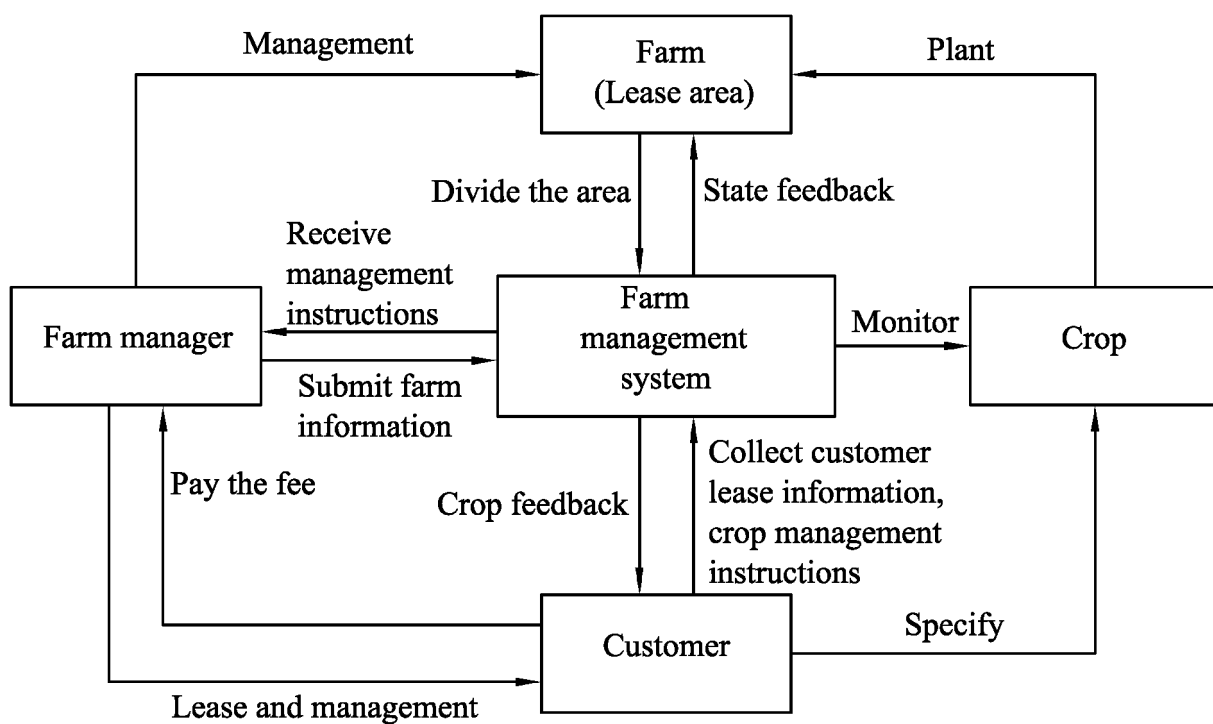 Management
Farm
(Lease area)
Plant
Divide the area
State feedback
Receive
management
instructions
Farm manager
Farm
management
system
Monitor
Crop
Submit farm
information
Pay the fee
Crop feedback
Collect customer
lease information,
crop management
instructions
Customer
Specify
Lease and management